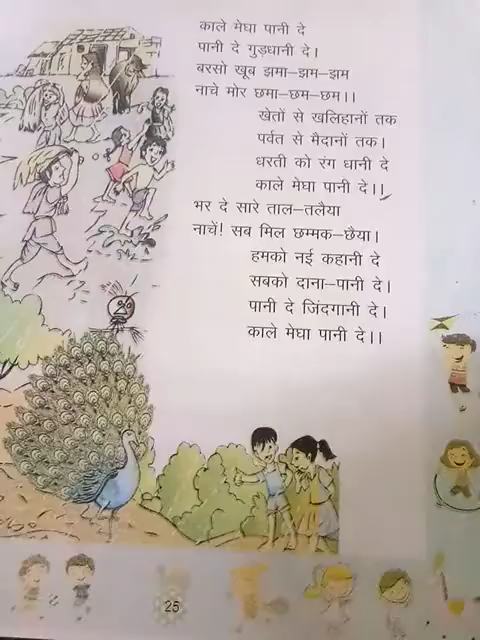 काले मेघा पानी दे
पानी दे गुड़धानी दे।
बरसो खूब झमा–झम–झम
नाचे मोर छमा–छम–छम।।
खेतों से खलिहानों तक
पर्वत से मैदानों तक।
धरती को रंग धानी दे
काले मेघा पानी दे।।
भर दे सारे ताल–तलैया
नाचें! सब मिल छम्मक–छैया।
हमको नई कहानी दे
सबको दाना–पानी दे।
पानी दे जिंदगानी दे।
काले मेघा पानी दे।।
25